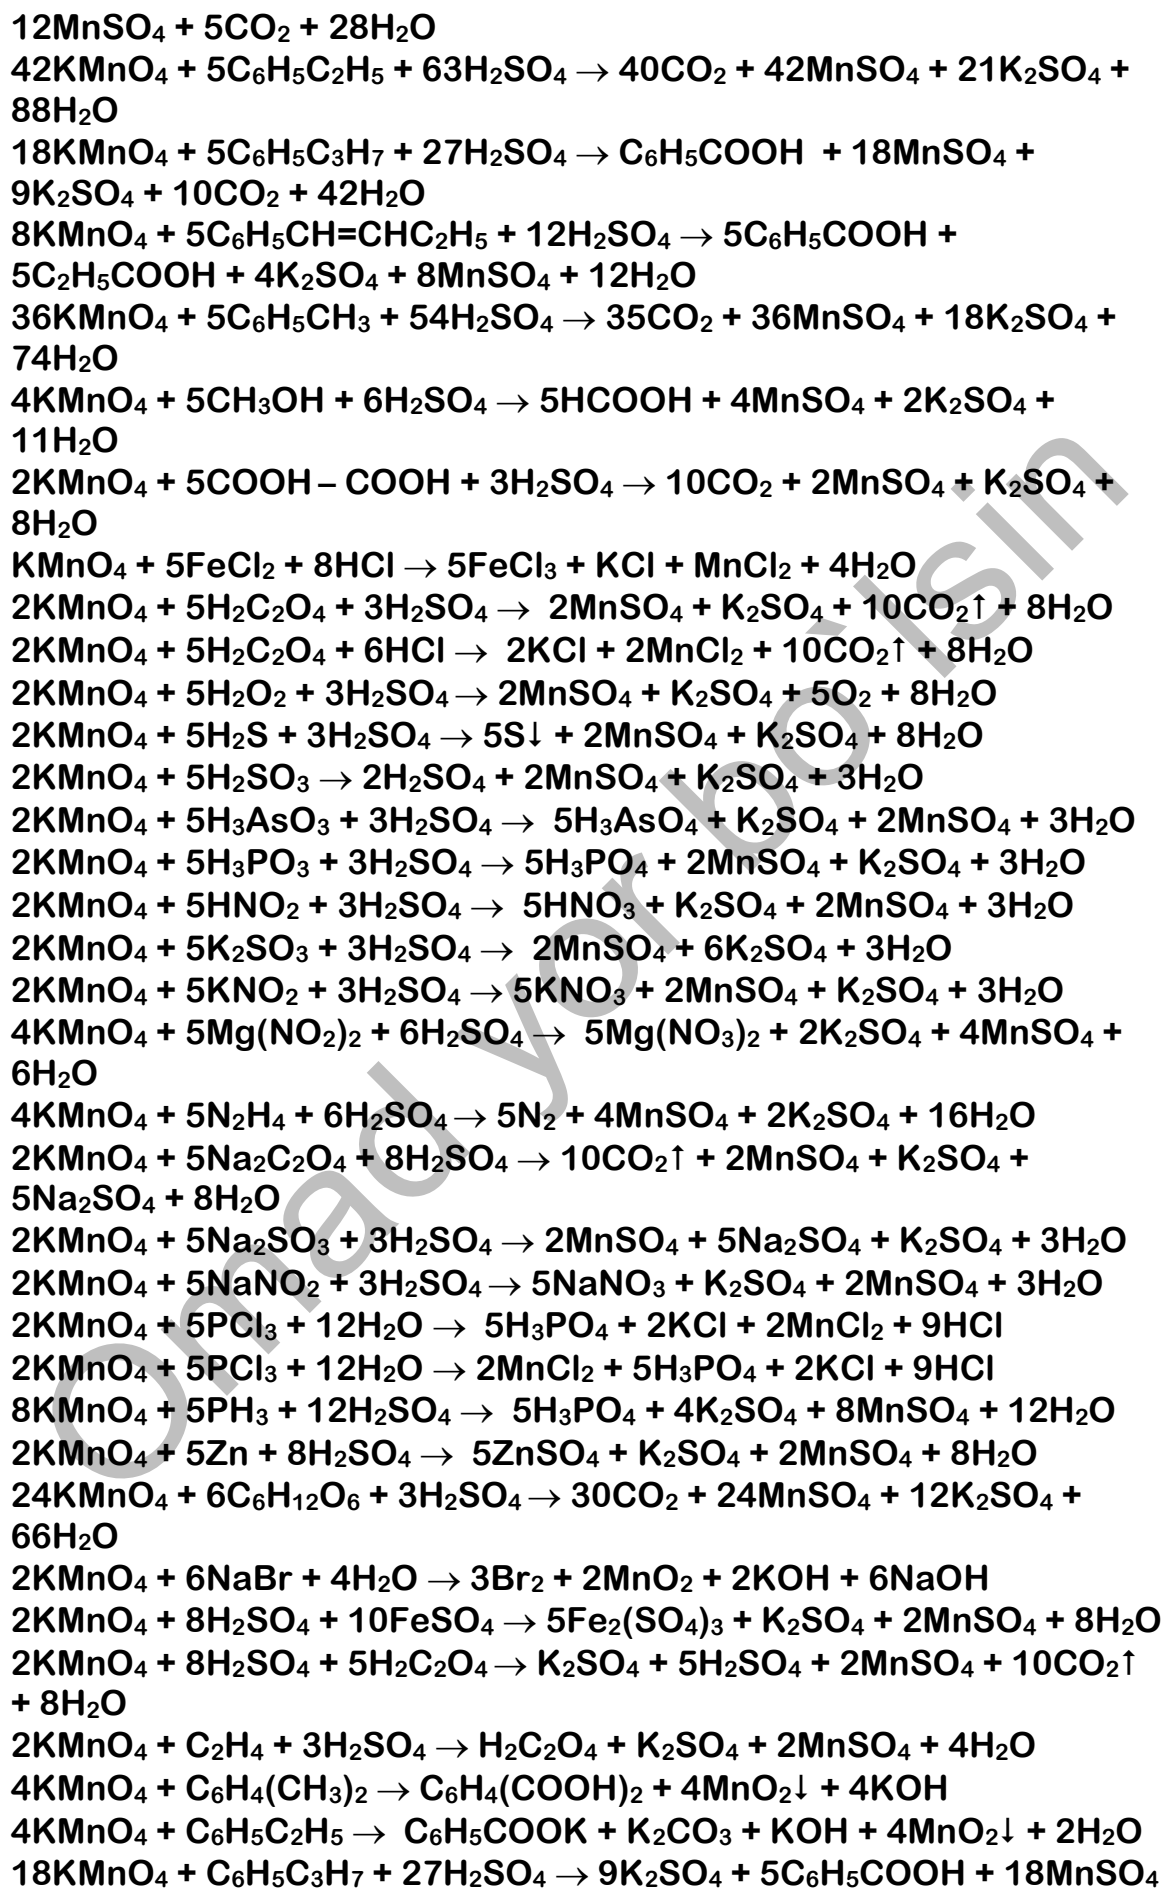 12MnSO₄ + 5CO₂ + 28H₂O
42KMnO₄ + 5C₆H₅C₂H₅ + 63H₂SO₄ → 40CO₂ + 42MnSO₄ + 21K₂SO₄ +
88H₂O
18KMnO₄ + 5C₆H₅C₃H₇ + 27H₂SO₄ → C₆H₅COOH + 18MnSO₄ +
9K₂SO₄ + 10CO₂ + 42H₂O
8KMnO₄ + 5C₆H₅CH=CHC₂H₅ + 12H₂SO₄ → 5C₆H₅COOH +
5C₂H₅COOH + 4K₂SO₄ + 8MnSO₄ + 12H₂O
36KMnO₄ + 5C₆H₅CH₃ + 54H₂SO₄ → 35CO₂ + 36MnSO₄ + 18K₂SO₄ +
74H₂O
4KMnO₄ + 5CH₃OH + 6H₂SO₄ → 5HCOOH + 4MnSO₄ + 2K₂SO₄ +
11H₂O
2KMnO₄ + 5COOH – COOH + 3H₂SO₄ → 10CO₂ + 2MnSO₄ + K₂SO₄ +
8H₂O
KMnO₄ + 5FeCl₂ + 8HCl → 5FeCl₃ + KCl + MnCl₂ + 4H₂O
2KMnO₄ + 5H₂C₂O₄ + 3H₂SO₄ → 2MnSO₄ + K₂SO₄ + 10CO₂↑ + 8H₂O
2KMnO₄ + 5H₂C₂O₄ + 6HCl → 2KCl + 2MnCl₂ + 10CO₂↑ + 8H₂O
2KMnO₄ + 5H₂O₂ + 3H₂SO₄ → 2MnSO₄ + K₂SO₄ + 5O₂ + 8H₂O
2KMnO₄ + 5H₂S + 3H₂SO₄ → 5S↓ + 2MnSO₄ + K₂SO₄ + 8H₂O
2KMnO₄ + 5H₂SO₃ → 2H₂SO₄ + 2MnSO₄ + K₂SO₄ + 3H₂O
2KMnO₄ + 5H₃AsO₃ + 3H₂SO₄ → 5H₃AsO₄ + K₂SO₄ + 2MnSO₄ + 3H₂O
2KMnO₄ + 5H₃PO₃ + 3H₂SO₄ → 5H₃PO₄ + 2MnSO₄ + K₂SO₄ + 3H₂O
2KMnO₄ + 5HNO₂ + 3H₂SO₄ → 5HNO₃ + K₂SO₄ + 2MnSO₄ + 3H₂O
2KMnO₄ + 5K₂SO₃ + 3H₂SO₄ → 2MnSO₄ + 6K₂SO₄ + 3H₂O
2KMnO₄ + 5KNO₂ + 3H₂SO₄ → 5KNO₃ + 2MnSO₄ + K₂SO₄ + 3H₂O
4KMnO₄ + 5Mg(NO₂)₂ + 6H₂SO₄ → 5Mg(NO₃)₂ + 2K₂SO₄ + 4MnSO₄ +
6H₂O
4KMnO₄ + 5N₂H₄ + 6H₂SO₄ → 5N₂ + 4MnSO₄ + 2K₂SO₄ + 16H₂O
2KMnO₄ + 5Na₂C₂O₄ + 8H₂SO₄ → 10CO₂↑ + 2MnSO₄ + K₂SO₄ +
5Na₂SO₄ + 8H₂O
2KMnO₄ + 5Na₂SO₃ + 3H₂SO₄ → 2MnSO₄ + 5Na₂SO₄ + K₂SO₄ + 3H₂O
2KMnO₄ + 5NaNO₂ + 3H₂SO₄ → 5NaNO₃ + K₂SO₄ + 2MnSO₄ + 3H₂O
2KMnO₄ + 5PCl₃ + 12H₂O → 5H₃PO₄ + 2KCl + 2MnCl₂ + 9HCl
2KMnO₄ + 5PCl₃ + 12H₂O → 2MnCl₂ + 5H₃PO₄ + 2KCl + 9HCl
8KMnO₄ + 5PH₃ + 12H₂SO₄ → 5H₃PO₄ + 4K₂SO₄ + 8MnSO₄ + 12H₂O
2KMnO₄ + 5Zn + 8H₂SO₄ → 5ZnSO₄ + K₂SO₄ + 2MnSO₄ + 8H₂O
24KMnO₄ + 6C₆H₁₂O₆ + 3H₂SO₄ → 30CO₂ + 24MnSO₄ + 12K₂SO₄ +
66H₂O
2KMnO₄ + 6NaBr + 4H₂O → 3Br₂ + 2MnO₂ + 2KOH + 6NaOH
2KMnO₄ + 8H₂SO₄ + 10FeSO₄ → 5Fe₂(SO₄)₃ + K₂SO₄ + 2MnSO₄ + 8H₂O
2KMnO₄ + 8H₂SO₄ + 5H₂C₂O₄ → K₂SO₄ + 5H₂SO₄ + 2MnSO₄ + 10CO₂↑
+ 8H₂O
2KMnO₄ + C₂H₄ + 3H₂SO₄ → H₂C₂O₄ + K₂SO₄ + 2MnSO₄ + 4H₂O
4KMnO₄ + C₆H₄(CH₃)₂ → C₆H₄(COOH)₂ + 4MnO₂↓ + 4KOH
4KMnO₄ + C₆H₅C₂H₅ → C₆H₅COOK + K₂CO₃ + KOH + 4MnO₂↓ + 2H₂O
18KMnO₄ + C₆H₅C₃H₇ + 27H₂SO₄ → 9K₂SO₄ + 5C₆H₅COOH + 18MnSO₄
Omad yor bo`lsin